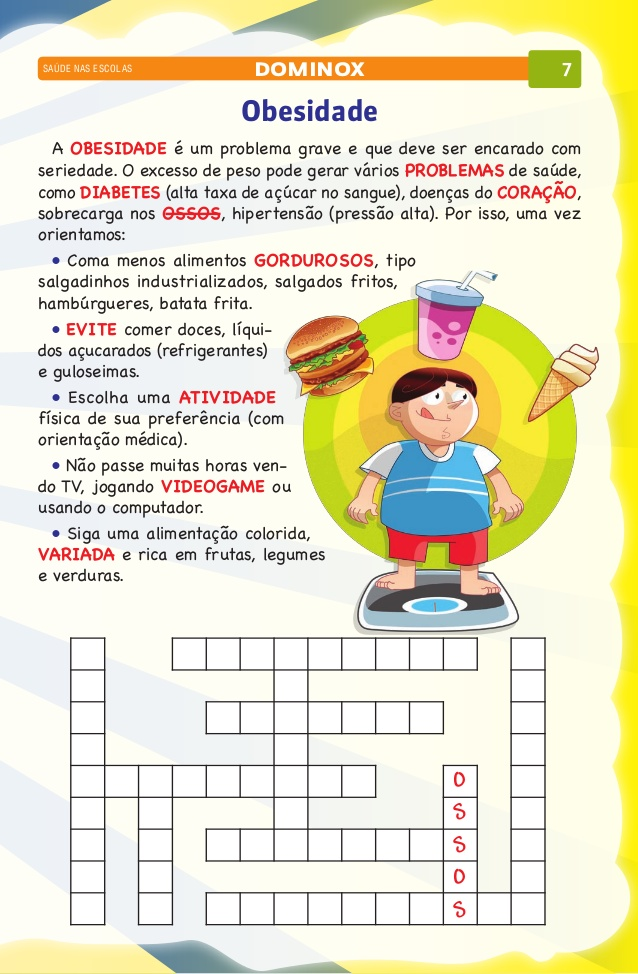 SAÚDE NAS ESCOLAS
DOMINOX
7
Obesidade
A OBESIDADE é um problema grave e que deve ser encarado com
seriedade. O excesso de peso pode gerar vários PROBLEMAS de saúde,
como DIABETES (alta taxa de açúcar no sangue), doenças do CORAÇÃO,
sobrecarga nos OSSOS, hipertensão (pressão alta). Por isso, uma vez
orientamos:
• Coma menos alimentos GORDUROSOS, tipo
salgadinhos industrializados, salgados fritos,
hambúrgueres, batata frita.
• EVITE comer doces, líqui-
dos açucarados (refrigerantes)
e guloseimas.
• Escolha uma ATIVIDADE
física de sua preferência (com
orientação médica).
• Não passe muitas horas ven-
do TV, jogando VIDEOGAME ou
usando o computador.
• Siga uma alimentação colorida,
VARIADA e rica em frutas, legumes
e verduras.
O
S
S
O
S